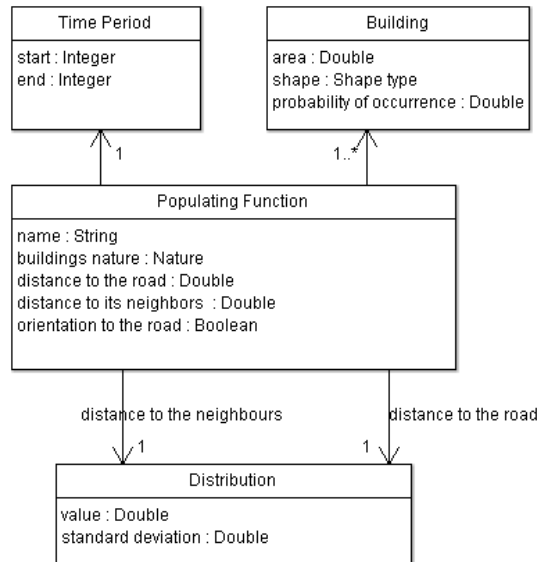 Time Period
start : Integer
end : Integer
Building
area : Double
shape : Shape type
probability of occurrence : Double
1
1..*
Populating Function
name : String
buildings nature : Nature
distance to the road : Double
distance to its neighbors : Double
orientation to the road : Boolean
distance to the neighbours
distance to the road
1
1
Distribution
value : Double
standard deviation : Double